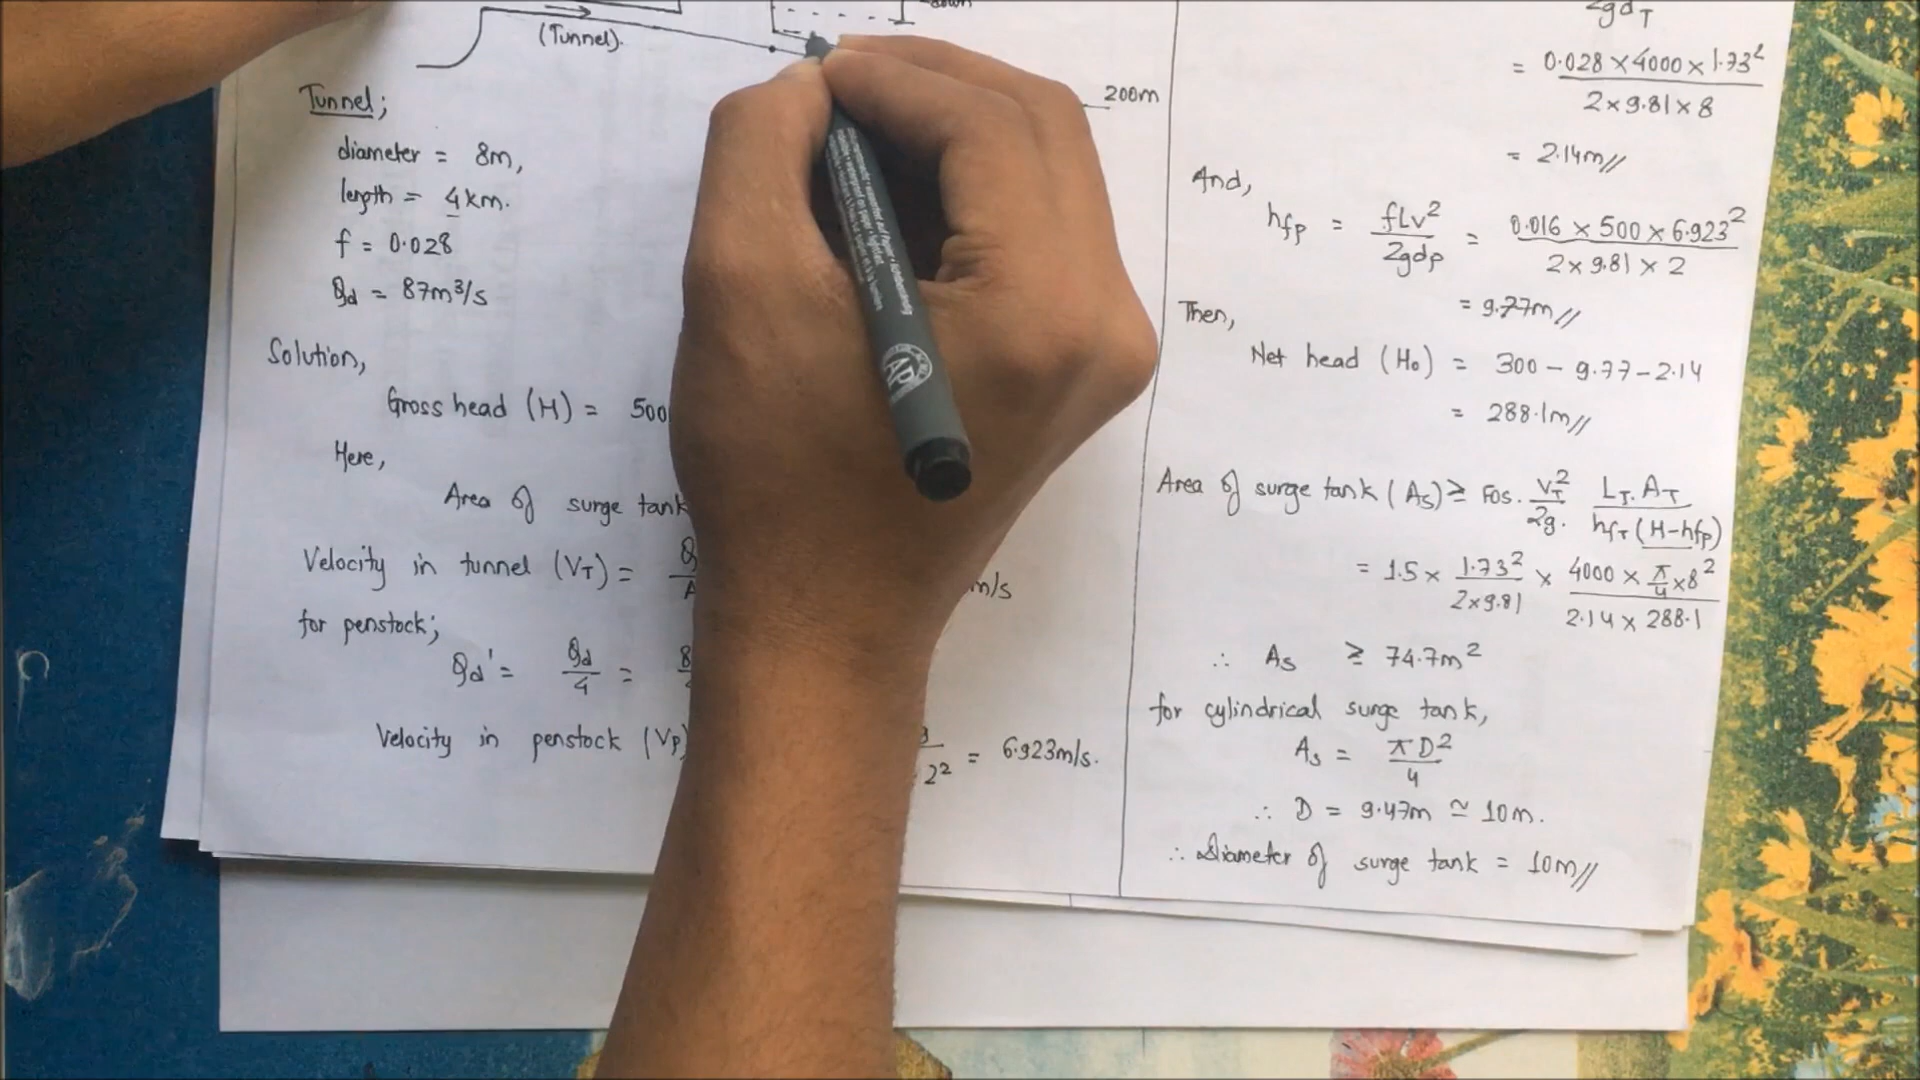 down
(Tunnel).
200m
Tunnel;
diameter = 8m,
length = 4km.
f = 0.028
Qd = 87m³/s
Solution,
Gross head (H) = 500
Here,
Area of surge tank
Velocity in tunnel (VT) = Q/A m/s
for penstock;
Qd' = Qd/4 = 8
Velocity in penstock (Vp) 2² = 6.923m/s.
2gdT
= 0.028 × 4000 × 1.73² / 2 × 9.81 × 8
= 2.14m//
And,
hfp = fLv²/2gdp = 0.016 × 500 × 6.923² / 2 × 9.81 × 2
= 9.77m//
Then,
Net head (Ho) = 300 - 9.77 - 2.14
= 288.1m//
Area of surge tank (As) ≥ FOS. VT²/2g. LT. AT / hfT (H-hfp)
= 1.5 × 1.73²/2×9.81 × 4000 × π/4 × 8² / 2.14 × 288.1
∴ As ≥ 74.7m²
for cylindrical surge tank,
As = πD²/4
∴ D = 9.47m ≃ 10m.
∴ Diameter of surge tank = 10m//